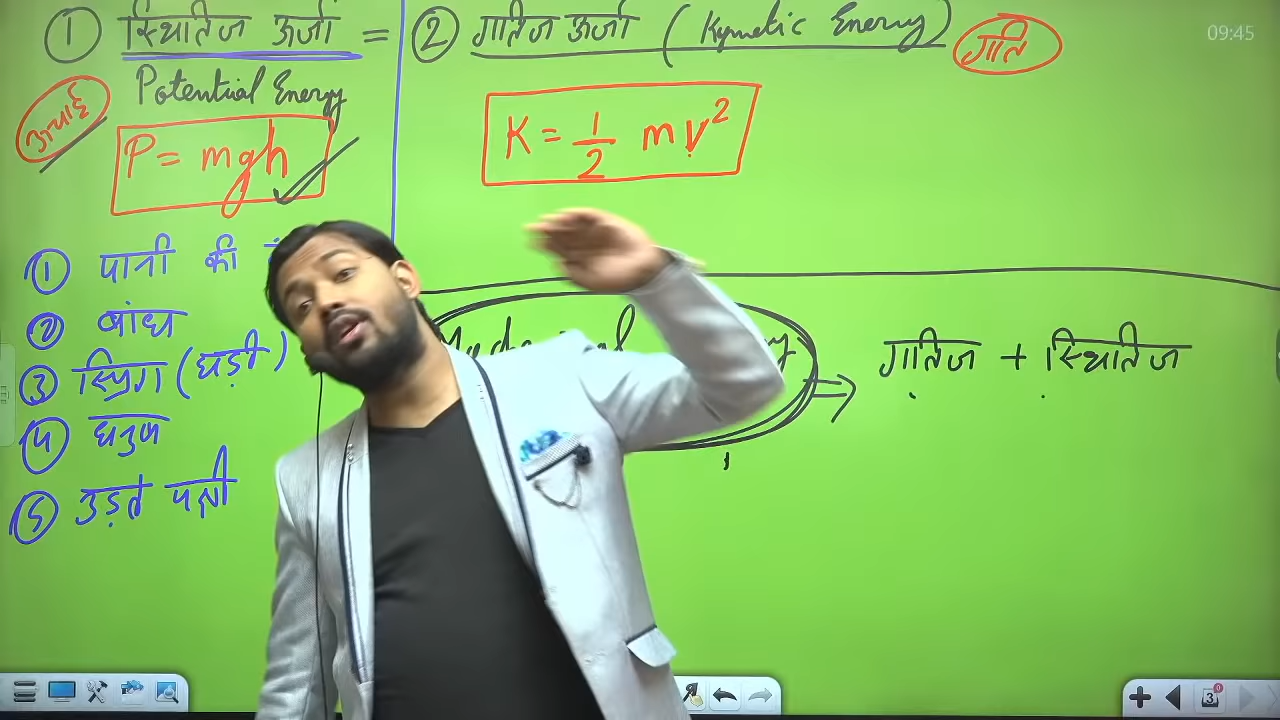 ① स्थितिज ऊर्जा =
Potential Energy
ऊंचाई
P = mgh
① पानी की
② बांध
③ स्प्रिंग (घड़ी)
④ धनुष
⑤ उड़ते पक्षी
② गतिज ऊर्जा (Kynetic Energy)
गति
K = 1/2 mv²
गतिज + स्थितिज
09:45
3